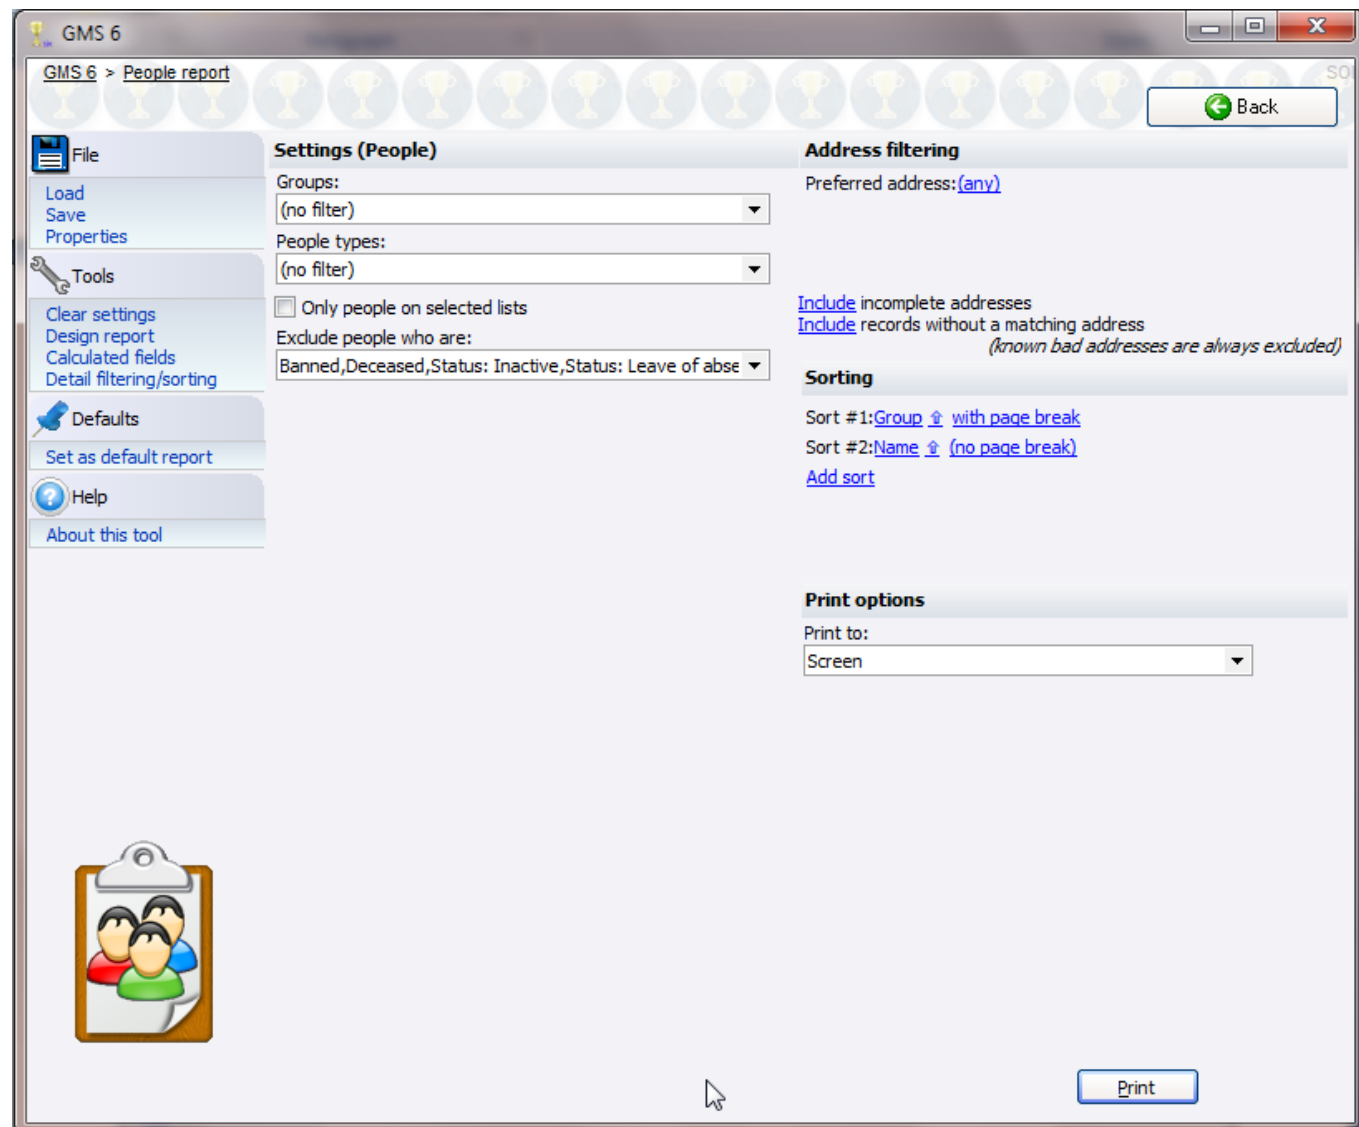 GMS 6
GMS 6 > People report
SO
Back
File
Load
Save
Properties
Tools
Clear settings
Design report
Calculated fields
Detail filtering/sorting
Defaults
Set as default report
Help
About this tool
Settings (People)
Groups:
(no filter)
People types:
(no filter)
Only people on selected lists
Exclude people who are:
Banned,Deceased,Status: Inactive,Status: Leave of abse
Address filtering
Preferred address:(any)
Include incomplete addresses
Include records without a matching address
(known bad addresses are always excluded)
Sorting
Sort #1:Group ⇧ with page break
Sort #2:Name ⇧ (no page break)
Add sort
Print options
Print to:
Screen
Print